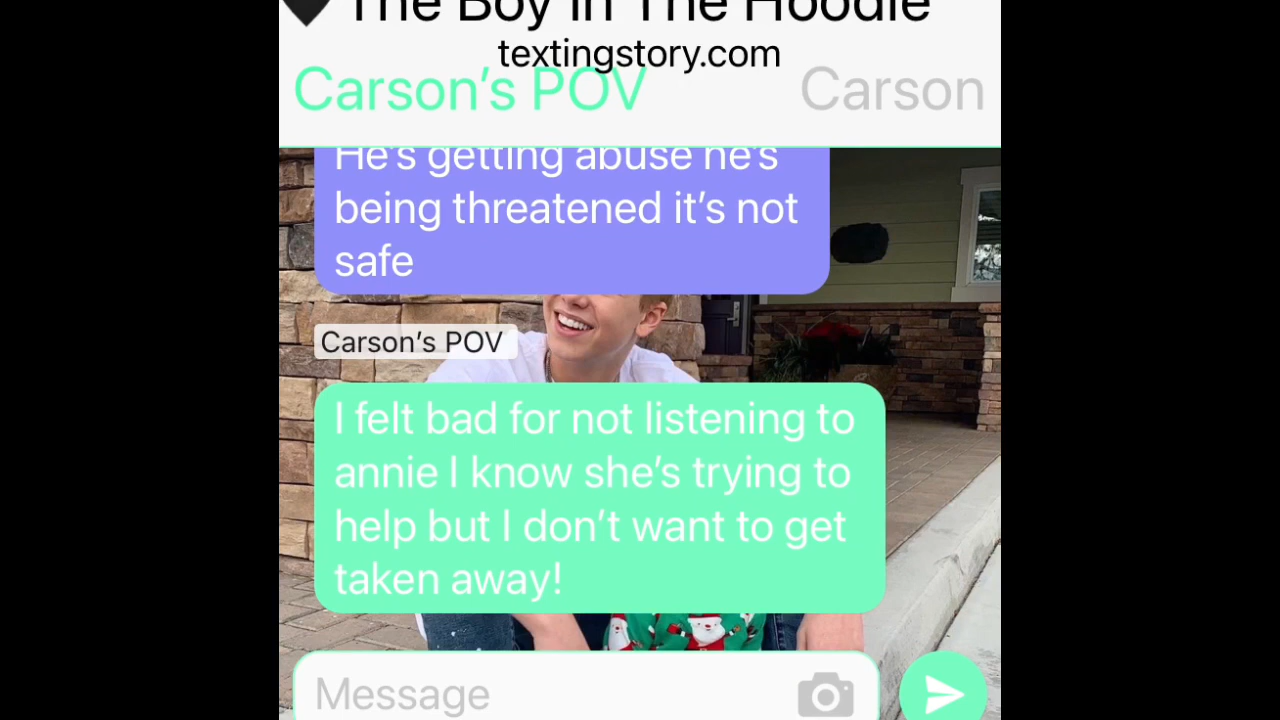 The Boy In The Hoodie
textingstory.com
Carson's POV
Carson
He's getting abuse he's
being threatened it's not
safe
Carson's POV
I felt bad for not listening to
annie I know she's trying to
help but I don't want to get
taken away!
Message